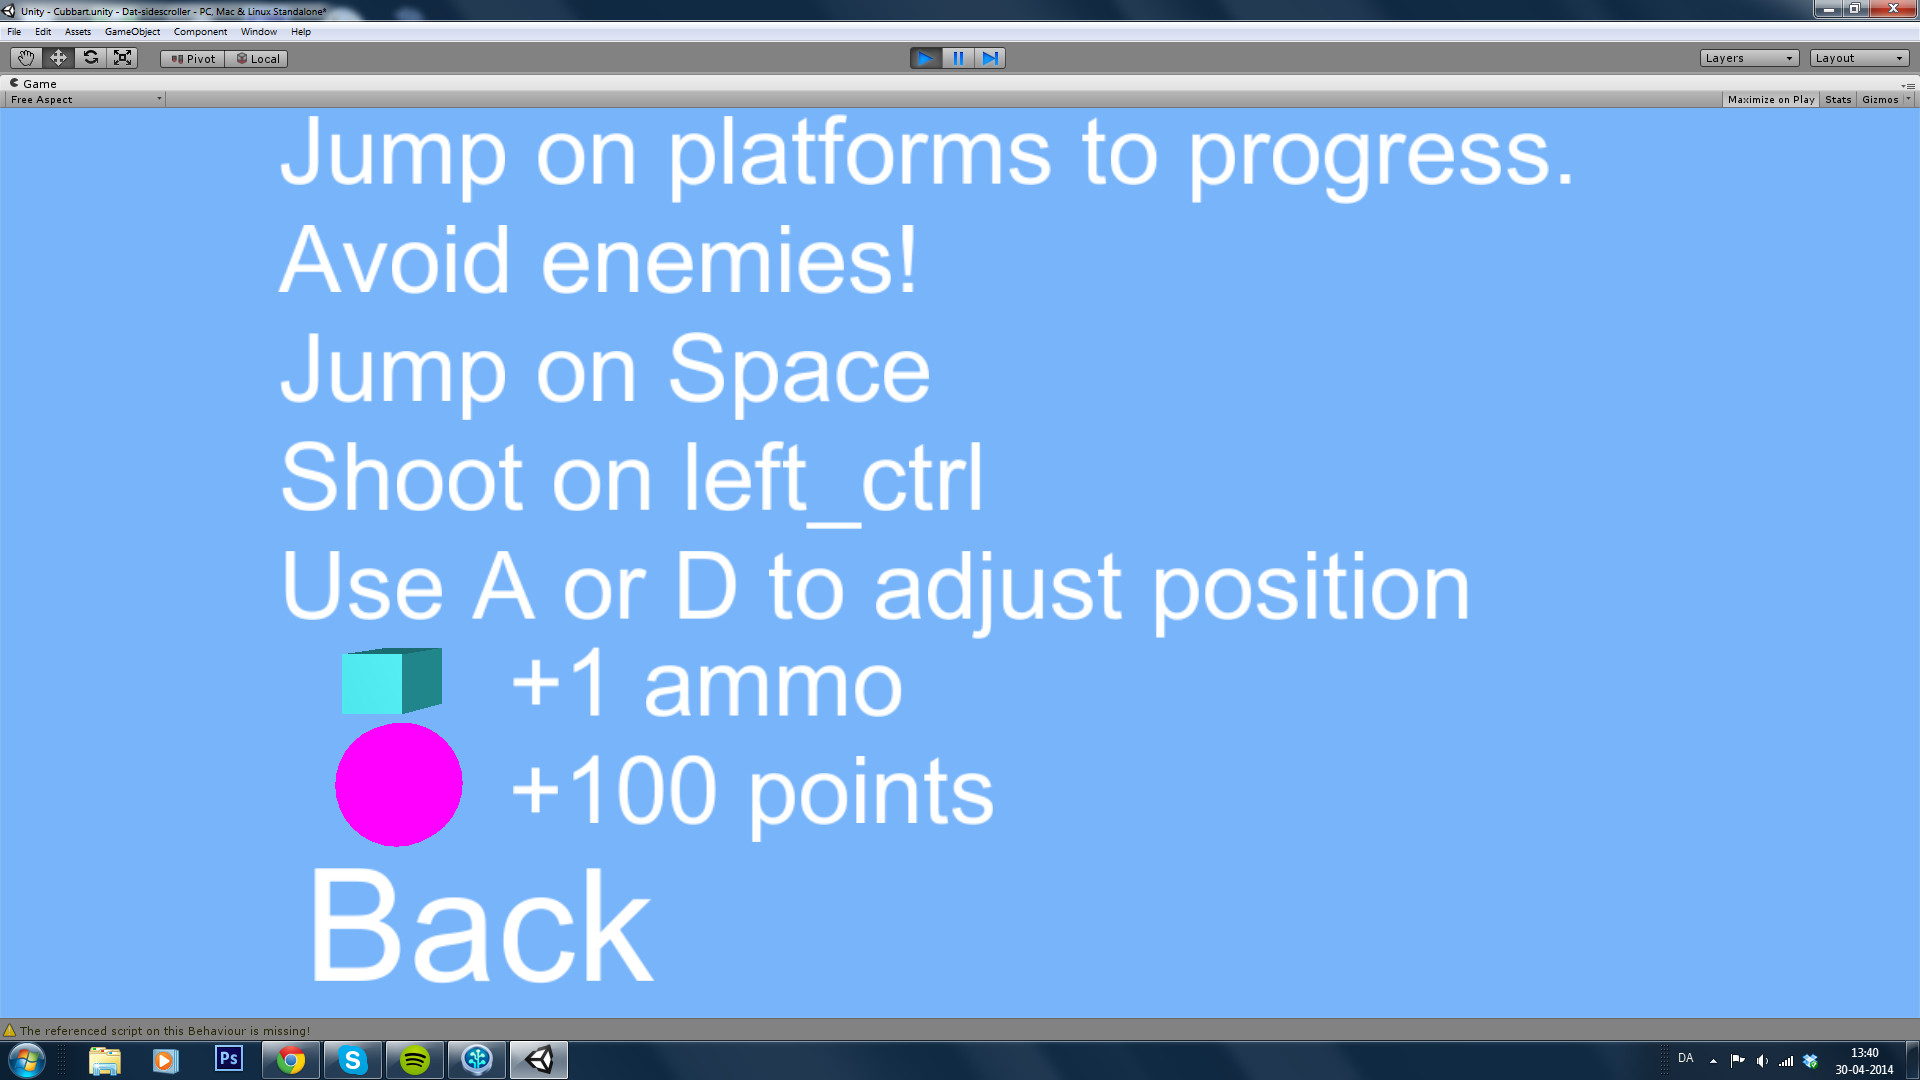 Unity - Cubbart.unity - Dat-sidescroller - PC, Mac & Linux Standalone*
File Edit Assets GameObject Component Window Help
Pivot Local Layers Layout
Game
Free Aspect Maximize on Play Stats Gizmos
Jump on platforms to progress.
Avoid enemies!
Jump on Space
Shoot on left_ctrl
Use A or D to adjust position
+1 ammo
+100 points
Back
The referenced script on this Behaviour is missing!
Ps
DA
13:40
30-04-2014